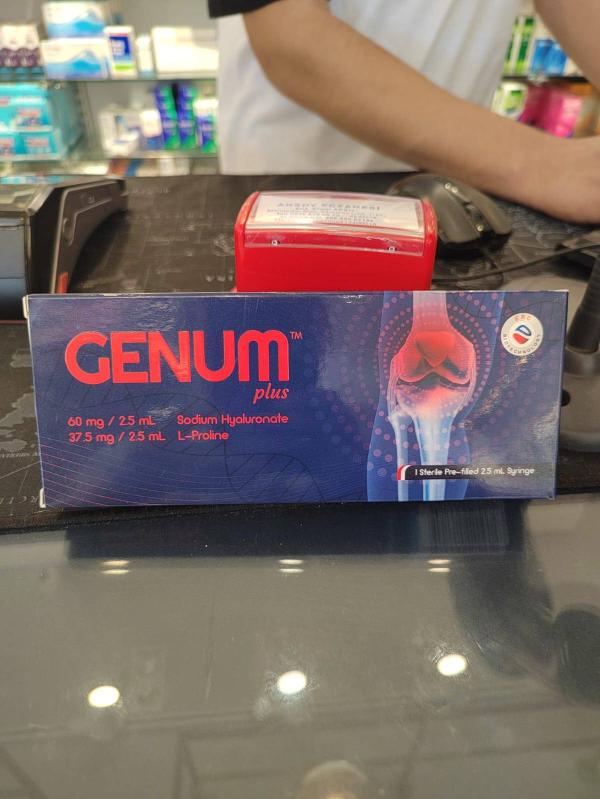 GENUM™
plus
60 mg / 2.5 mL Sodium Hyaluronate
37.5 mg / 2.5 mL L-Proline
1 Sterile Pre-filled 2.5 mL Syringe
BIOTECHNOLOGY